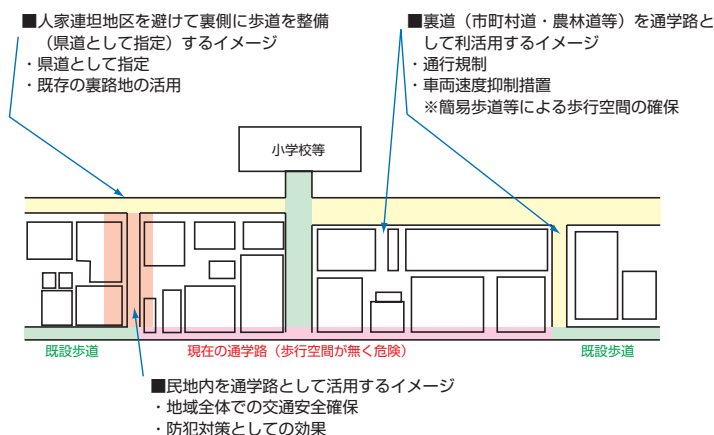 ■人家連坦地区を避けて裏側に歩道を整備
（県道として指定）するイメージ
・県道として指定
・既存の裏路地の活用
■裏道（市町村道・農林道等）を通学路と
して利活用するイメージ
・通行規制
・車両速度抑制措置
※簡易歩道等による歩行空間の確保
小学校等
既設歩道
現在の通学路（歩行空間が無く危険）
既設歩道
■民地内を通学路として活用するイメージ
・地域全体での交通安全確保
・防犯対策としての効果